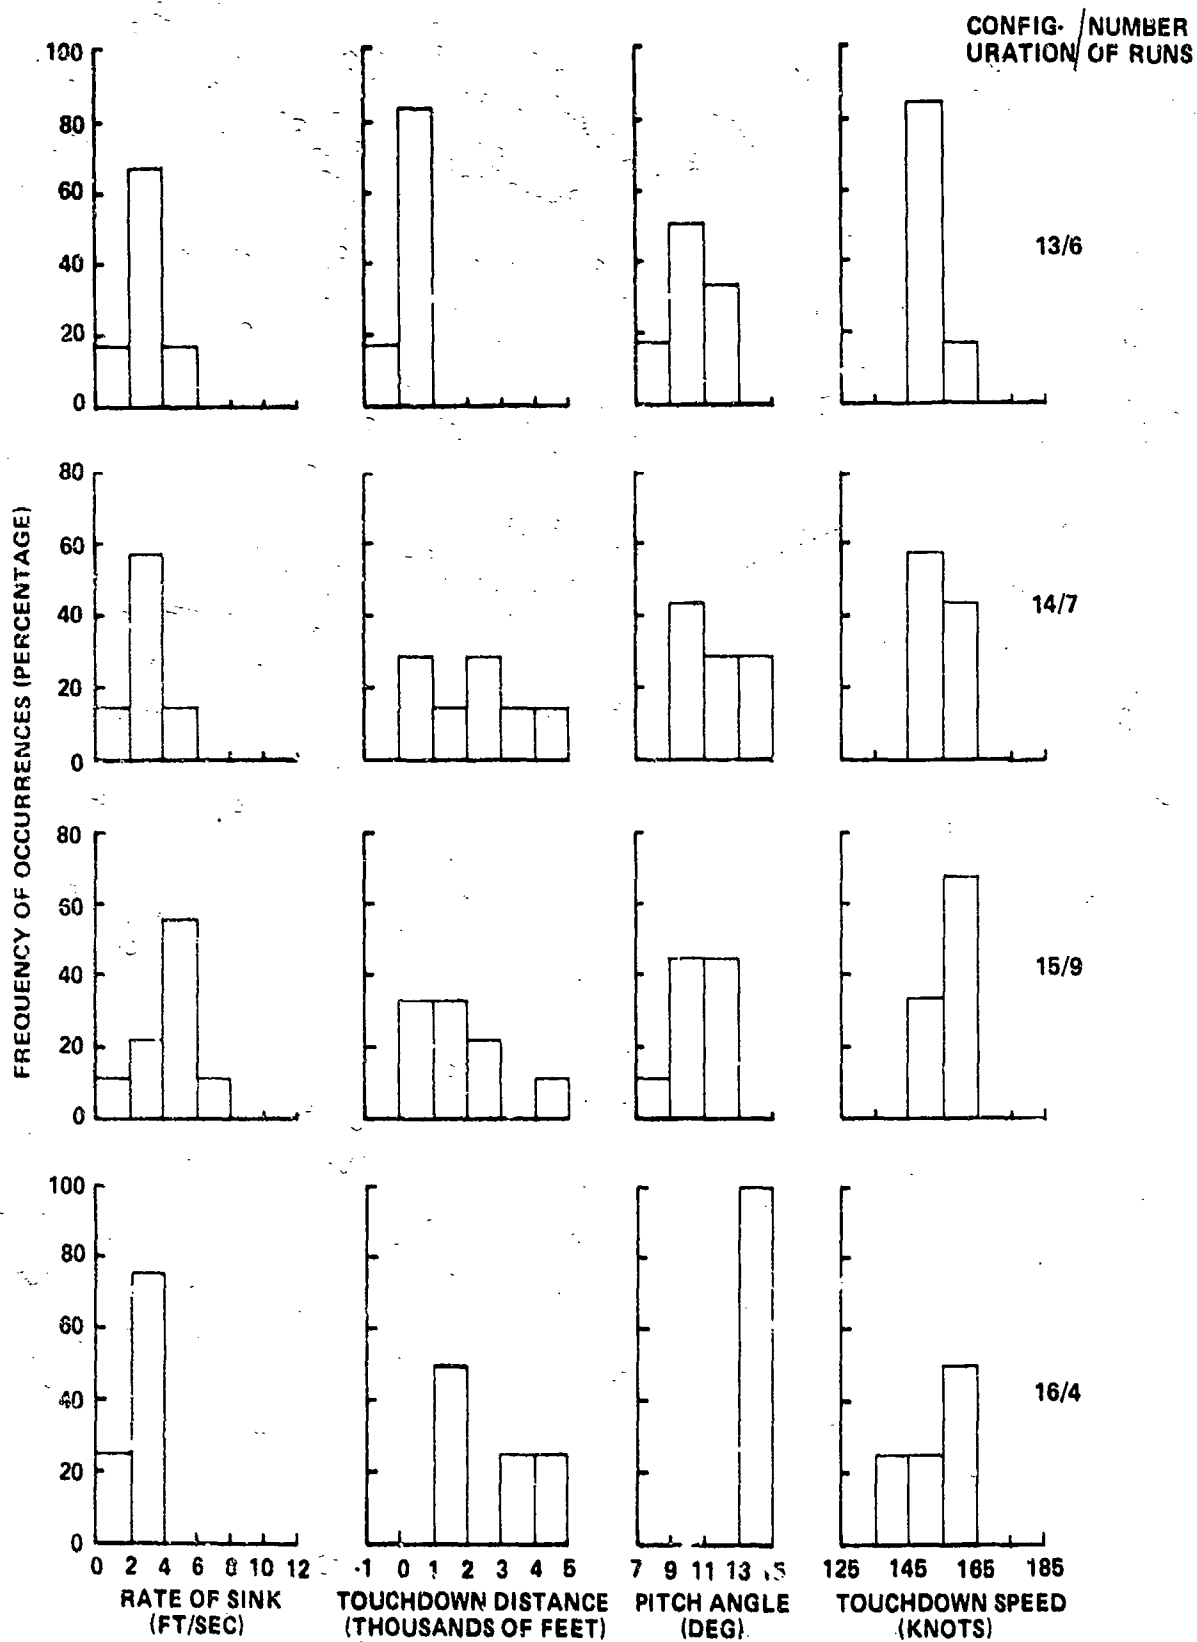 CONFIG- / NUMBER
URATION / OF RUNS
100
80
60
40
20
0
13/6
80
60
40
20
0
14/7
FREQUENCY OF OCCURRENCES (PERCENTAGE)
80
60
40
20
0
15/9
100
80
60
40
20
0
16/4
0 2 4 6 8 10 12
-1 0 1 2 3 4 5
7 9 11 13 15
125 145 165 185
RATE OF SINK
(FT/SEC)
TOUCHDOWN DISTANCE
(THOUSANDS OF FEET)
PITCH ANGLE
(DEG)
TOUCHDOWN SPEED
(KNOTS)